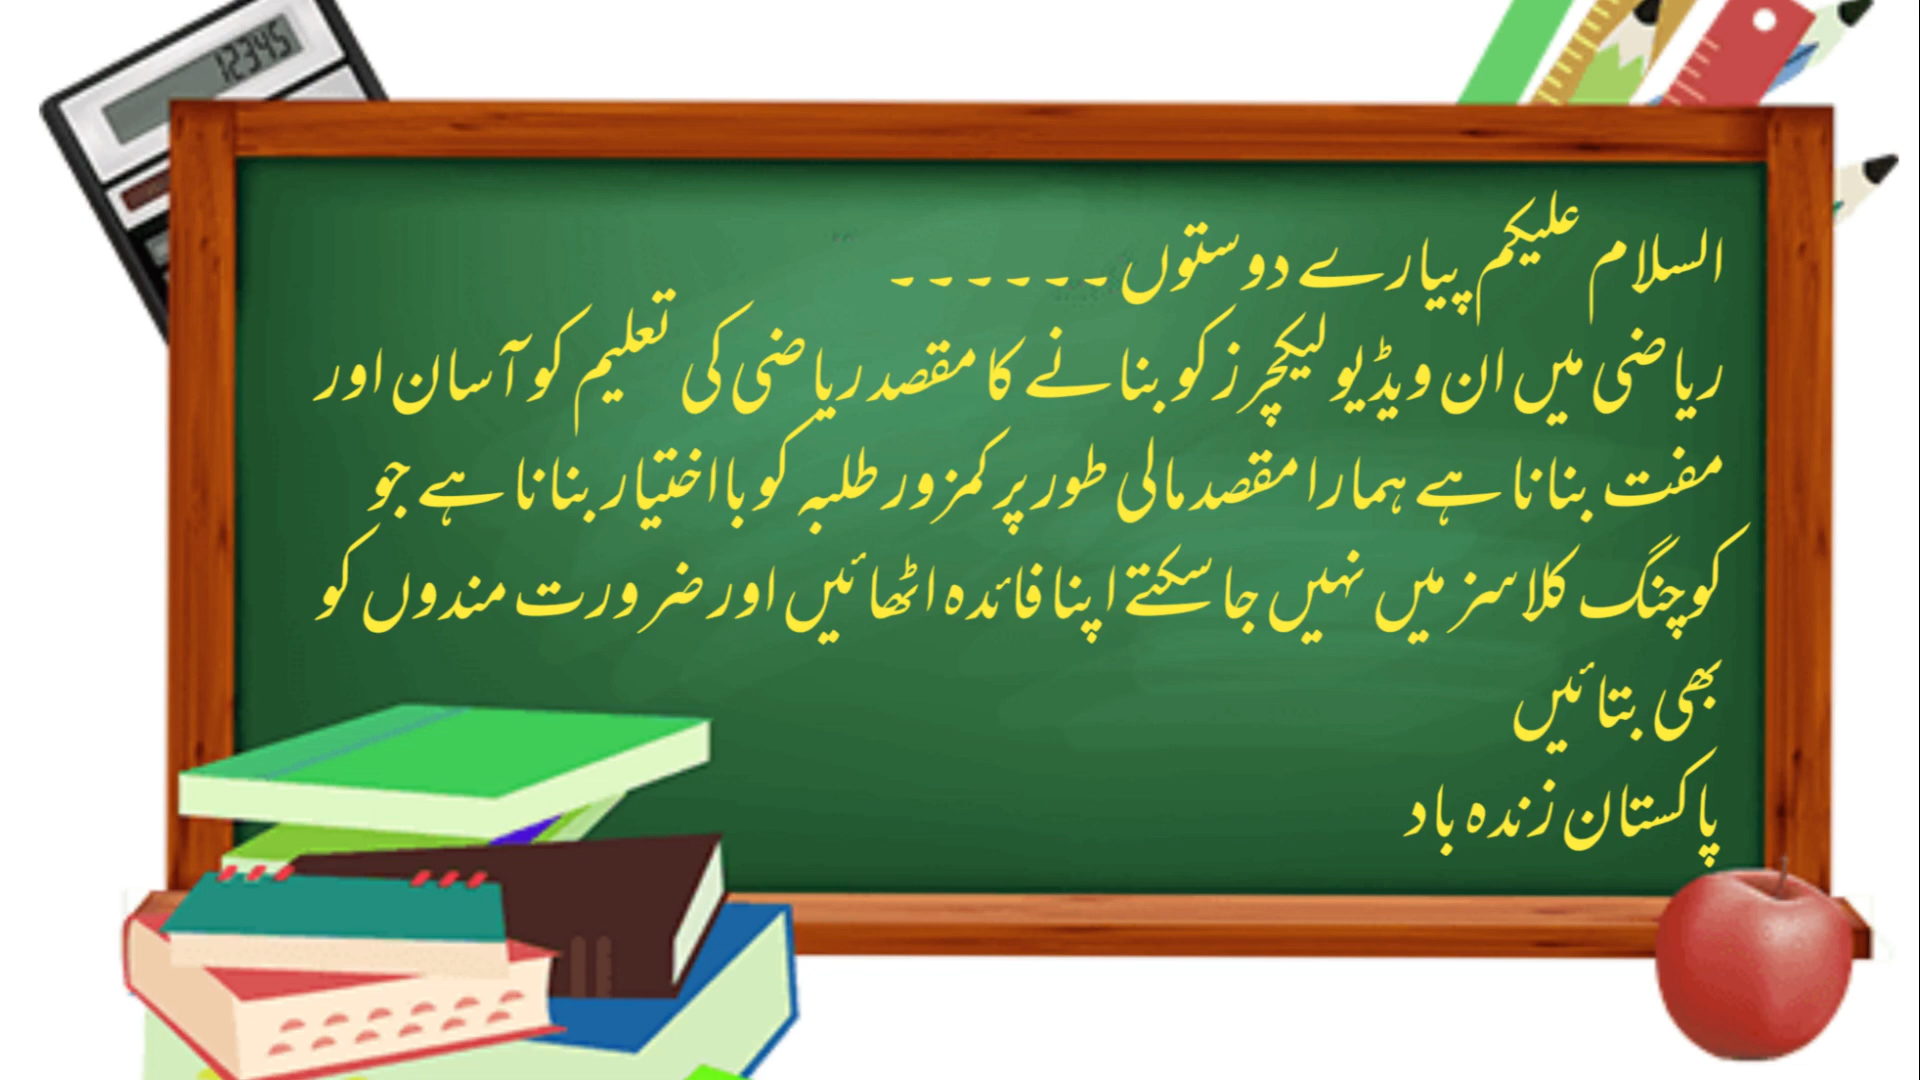 12345
السلام علیکم پیارے دوستوں۔۔۔۔۔۔
ریاضی میں ان ویڈیو لیکچرز کو بنانے کا مقصد ریاضی کی تعلیم کو آسان اور
مفت بنانا ہے ہمارا مقصد مالی طور پر کمزور طلبہ کو بااختیار بنانا ہے جو
کوچنگ کلاسز میں نہیں جا سکتے اپنا فائدہ اٹھائیں اور ضرورت مندوں کو
بھی بتائیں
پاکستان زندہ باد